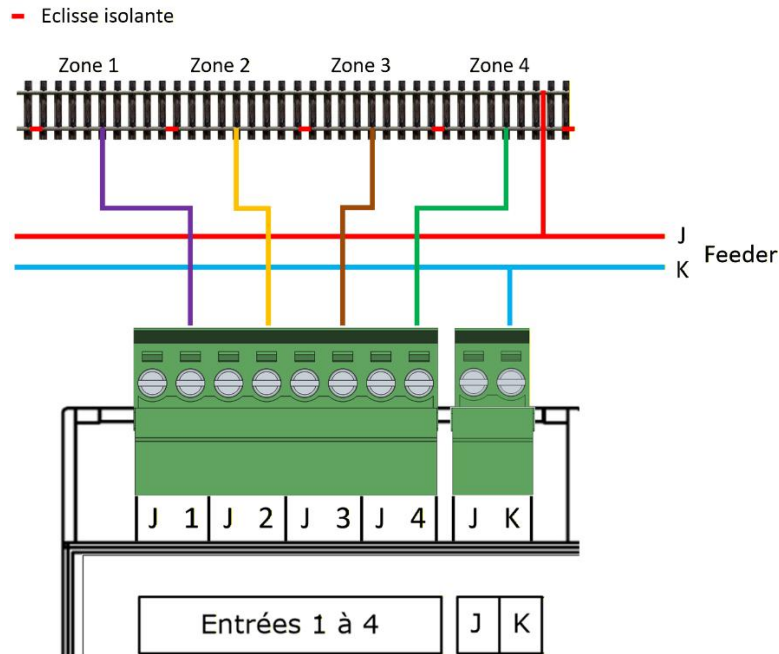 Eclisse isolante
Zone 1 Zone 2 Zone 3 Zone 4
J
K
Feeder
J 1 J 2 J 3 J 4 J K
Entrées 1 à 4 J K